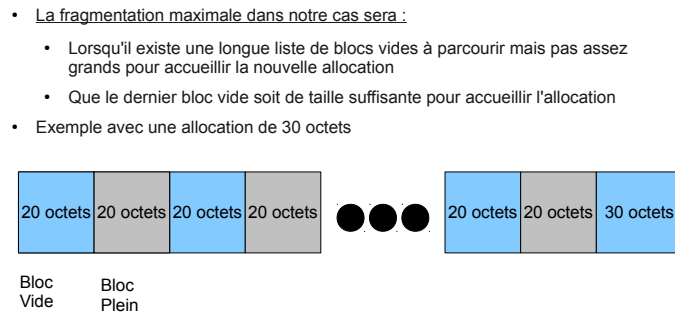 • La fragmentation maximale dans notre cas sera :
• Lorsqu'il existe une longue liste de blocs vides à parcourir mais pas assez
grands pour accueillir la nouvelle allocation
• Que le dernier bloc vide soit de taille suffisante pour accueillir l'allocation
• Exemple avec une allocation de 30 octets
20 octets 20 octets 20 octets 20 octets 20 octets 20 octets 30 octets
Bloc Bloc
Vide Plein